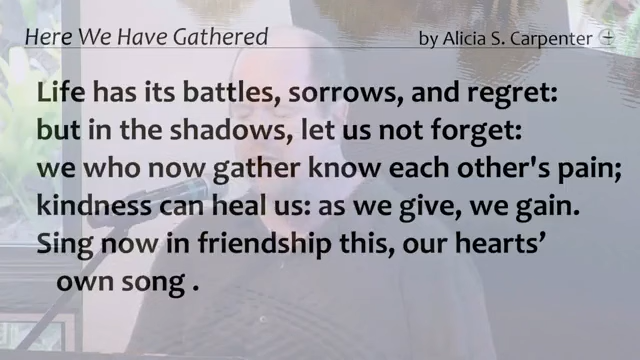 Here We Have Gathered
by Alicia S. Carpenter
Life has its battles, sorrows, and regret:
but in the shadows, let us not forget:
we who now gather know each other's pain;
kindness can heal us: as we give, we gain.
Sing now in friendship this, our hearts’
own song .